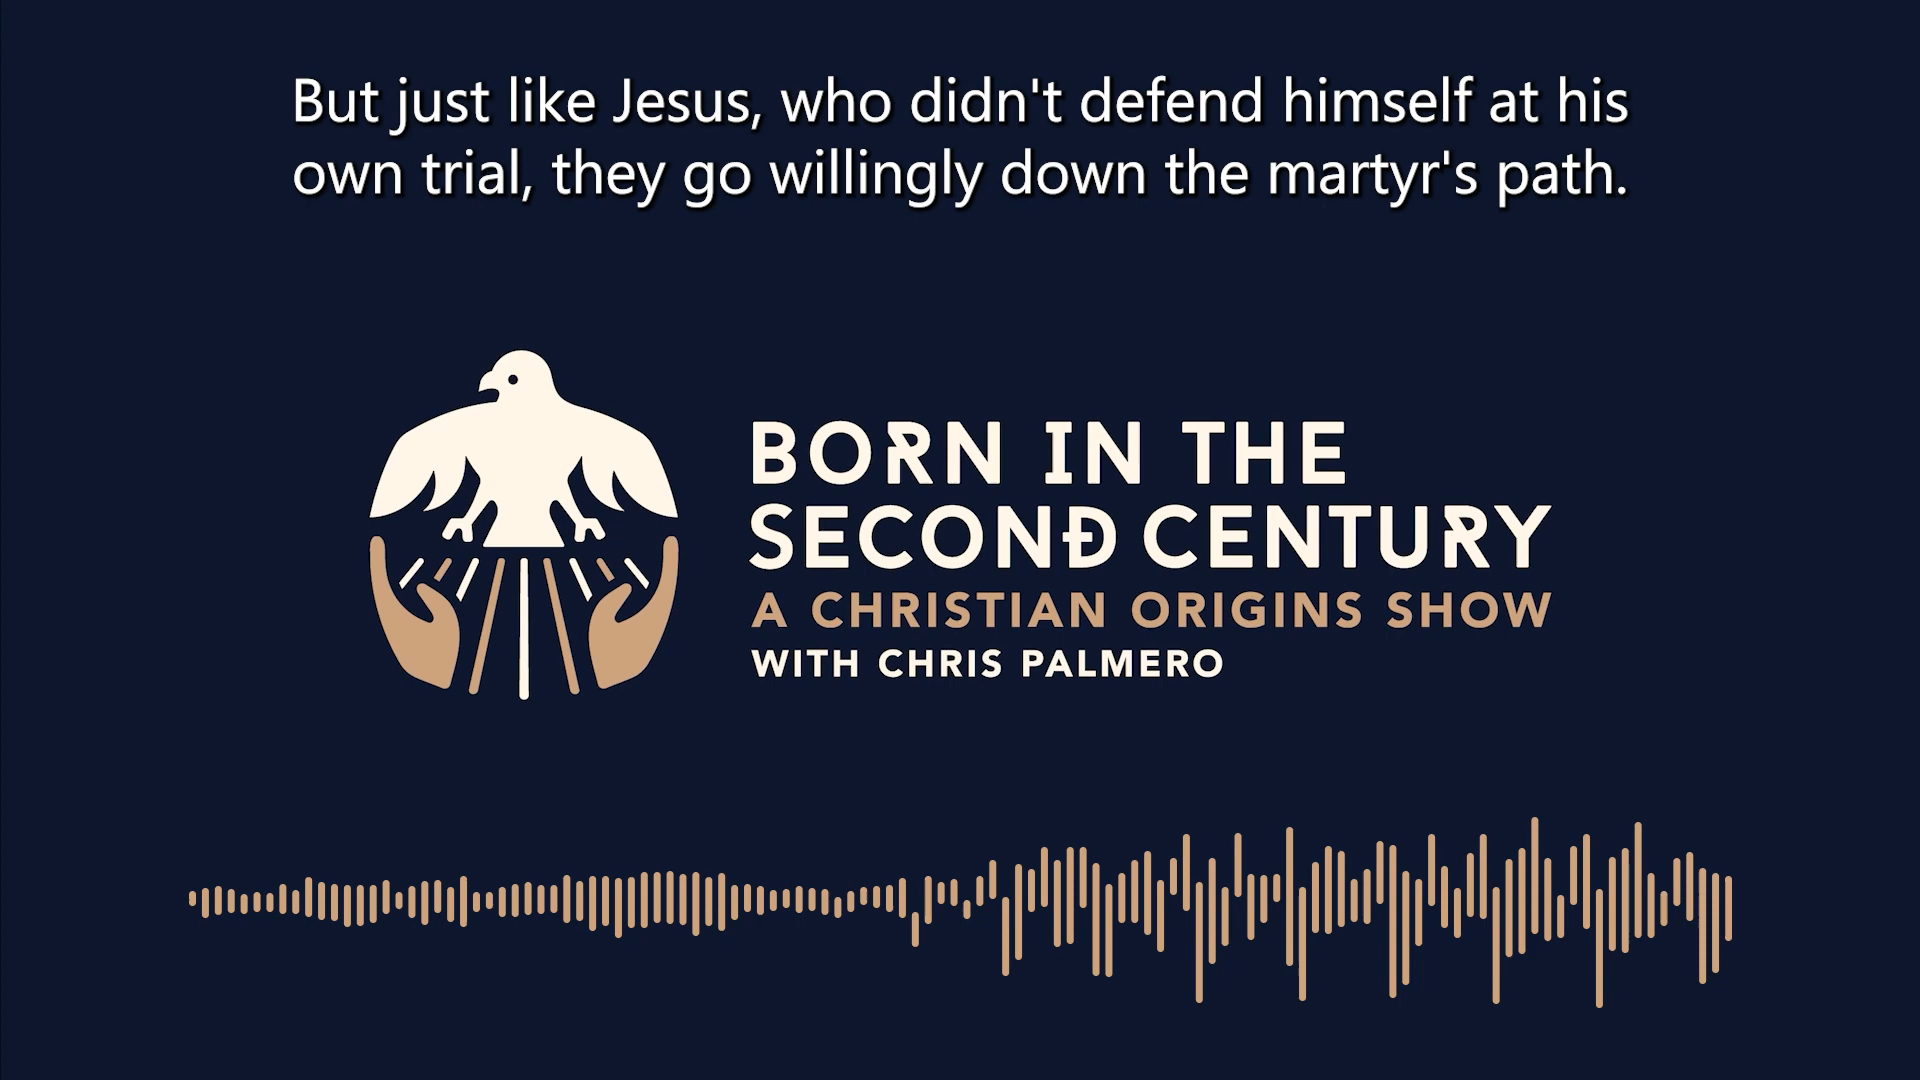 But just like Jesus, who didn't defend himself at his
own trial, they go willingly down the martyr's path.
BORN IN THE
SECOND CENTURY
A CHRISTIAN ORIGINS SHOW
WITH CHRIS PALMERO